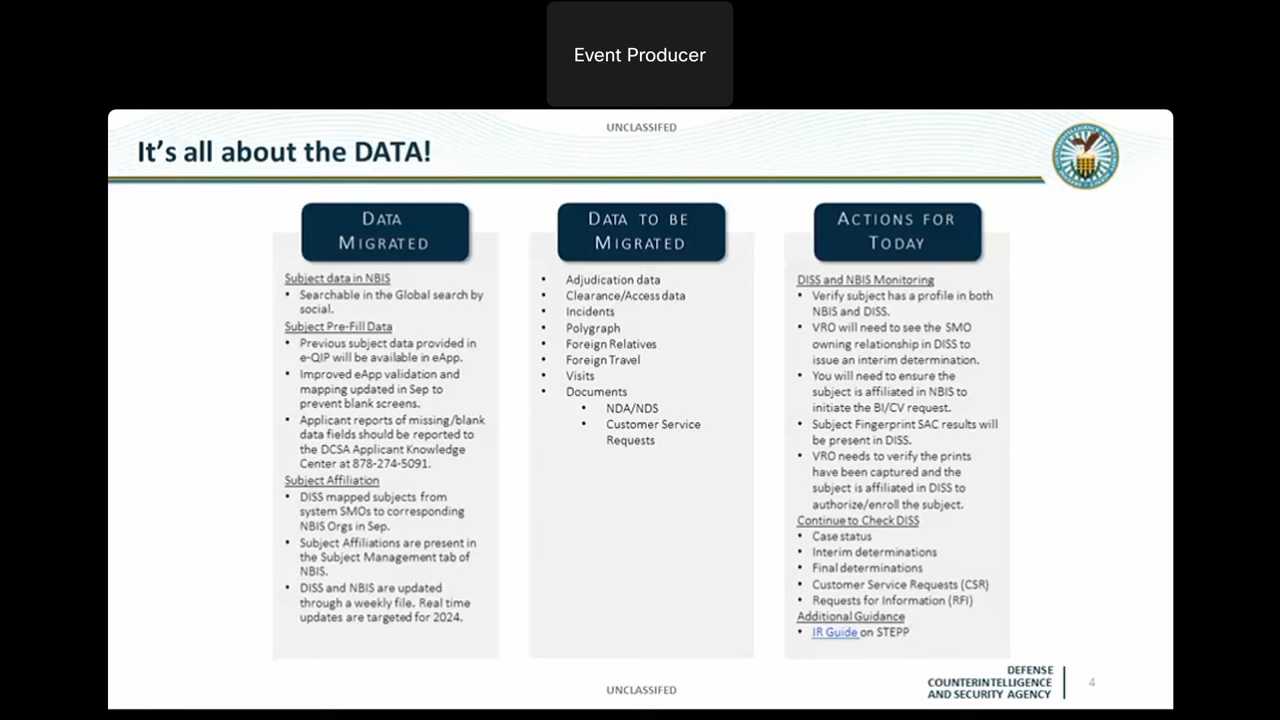 Event Producer
UNCLASSIFED
It's all about the DATA!
DATA
MIGRATED
Subject data in NBIS
• Searchable in the Global search by
social.
Subject Pre-Fill Data
• Previous subject data provided in
e-QIP will be available in eApp.
• Improved eApp validation and
mapping updated in Sep to
prevent blank screens.
• Applicant reports of missing/blank
data fields should be reported to
the DCSA Applicant Knowledge
Center at 878-274-5091.
Subject Affiliation
• DISS mapped subjects from
system SMOs to corresponding
NBIS Orgs in Sep.
• Subject Affiliations are present in
the Subject Management tab of
NBIS.
• DISS and NBIS are updated
through a weekly file. Real time
updates are targeted for 2024.
DATA TO BE
MIGRATED
• Adjudication data
• Clearance/Access data
• Incidents
• Polygraph
• Foreign Relatives
• Foreign Travel
• Visits
• Documents
• NDA/NDS
• Customer Service
Requests
ACTIONS FOR
TODAY
DISS and NBIS Monitoring
• Verify subject has a profile in both
NBIS and DISS.
• VRO will need to see the SMO
owning relationship in DISS to
issue an interim determination.
• You will need to ensure the
subject is affiliated in NBIS to
initiate the BI/CV request.
• Subject Fingerprint SAC results will
be present in DISS.
• VRO needs to verify the prints
have been captured and the
subject is affiliated in DISS to
authorize/enroll the subject.
Continue to Check DISS
• Case status
• Interim determinations
• Final determinations
• Customer Service Requests (CSR)
• Requests for Information (RFI)
Additional Guidance
• IR Guide on STEPP
UNCLASSIFED
DEFENSE
COUNTERINTELLIGENCE
AND SECURITY AGENCY
4